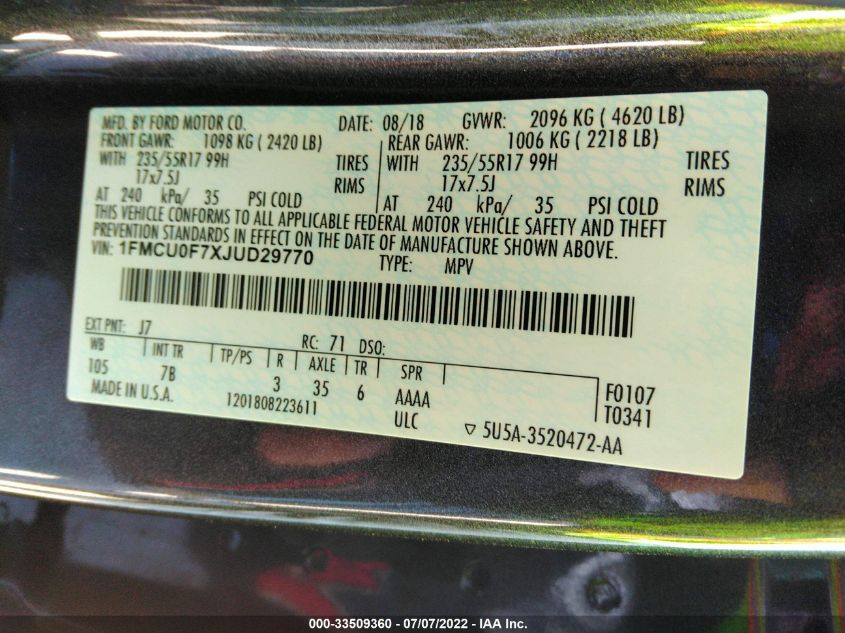 MFD. BY FORD MOTOR CO. DATE: 08/18 GVWR: 2096 KG ( 4620 LB)
FRONT GAWR: 1098 KG ( 2420 LB) REAR GAWR: 1006 KG ( 2218 LB)
WITH 235/55R17 99H TIRES WITH 235/55R17 99H TIRES
17x7.5J RIMS 17x7.5J RIMS
AT 240 kPa/ 35 PSI COLD AT 240 kPa/ 35 PSI COLD
THIS VEHICLE CONFORMS TO ALL APPLICABLE FEDERAL MOTOR VEHICLE SAFETY AND THEFT
PREVENTION STANDARDS IN EFFECT ON THE DATE OF MANUFACTURE SHOWN ABOVE.
VIN: 1FMCU0F7XJUD29770 TYPE: MPV
EXT PNT: J7 RC: 71 DSO:
WB INT TR TP/PS R AXLE TR SPR
105 7B 3 35 6 AAAA F0107
MADE IN U.S.A. 1201808223611 ULC T0341
▽ 5U5A-3520472-AA
000-33509360 - 07/07/2022 - IAA Inc.